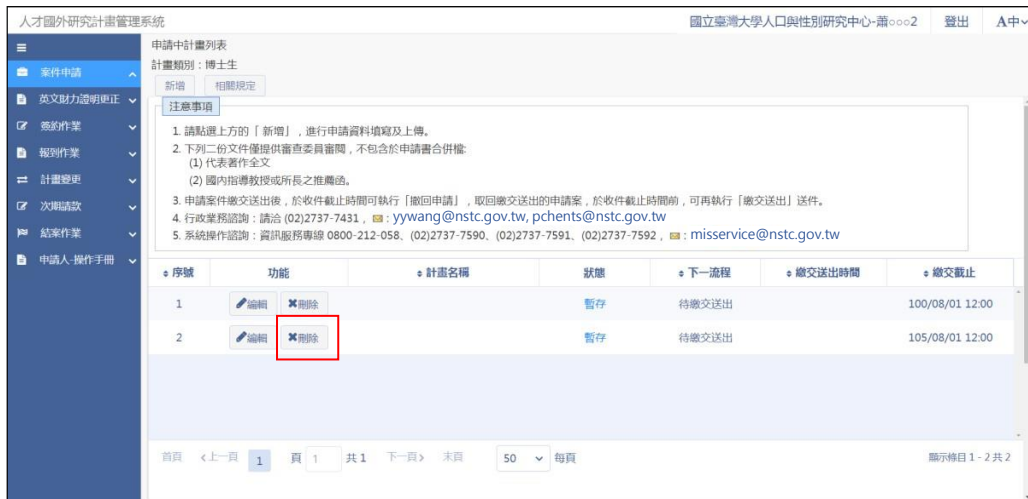 人才國外研究計畫管理系統 國立臺灣大學人口與性別研究中心-蕭○○○2 登出 A中
申請中計畫列表
計畫類別：博士生
新增 相關規定
案件申請
英文財力證明更正
簽約作業
報到作業
計畫變更
次期請款
結案作業
申請人-操作手冊
注意事項
1. 請點選上方的「 新增」，進行申請資料填寫及上傳。
2. 下列二份文件僅提供審查委員審閱，不包含於申請書合併檔:
(1) 代表著作全文
(2) 國內指導教授或所長之推薦函。
3. 申請案件繳交送出後，於收件截止時間可執行「撤回申請」，取回繳交送出的申請案，於收件截止時間前，可再執行「繳交送出」送件。
4. 行政業務諮詢：請洽 (02)2737-7431， : yywang@nstc.gov.tw, pchents@nstc.gov.tw
5. 系統操作諮詢：資訊服務專線 0800-212-058、(02)2737-7590、(02)2737-7591、(02)2737-7592， : misservice@nstc.gov.tw
序號 功能 計畫名稱 狀態 下一流程 繳交送出時間 繳交截止
1 編輯 刪除 暫存 待繳交送出 100/08/01 12:00
2 編輯 刪除 暫存 待繳交送出 105/08/01 12:00
首頁 上一頁 1 頁 1 共 1 下一頁 末頁 50 每頁 顯示條目 1 - 2 共 2